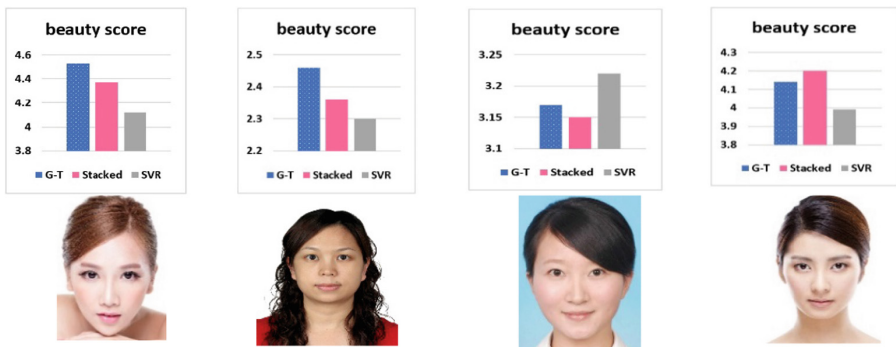 beauty score
4.6
4.4
4.2
4
3.8
G-T Stacked SVR
beauty score
2.5
2.4
2.3
2.2
G-T Stacked SVR
beauty score
3.25
3.2
3.15
3.1
G-T Stacked SVR
beauty score
4.3
4.2
4.1
4
3.9
3.8
G-T Stacked SVR